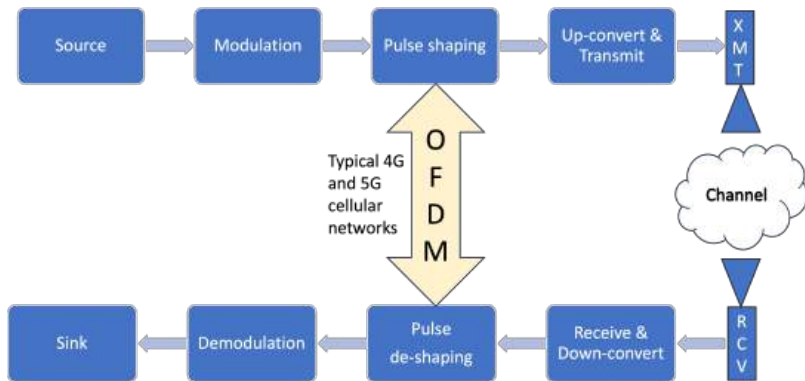 Source
Modulation
Pulse shaping
Up-convert &
Transmit
X
M
T
Typical 4G
and 5G
cellular
networks
O
F
D
M
Channel
Sink
Demodulation
Pulse
de-shaping
Receive &
Down-convert
R
C
V